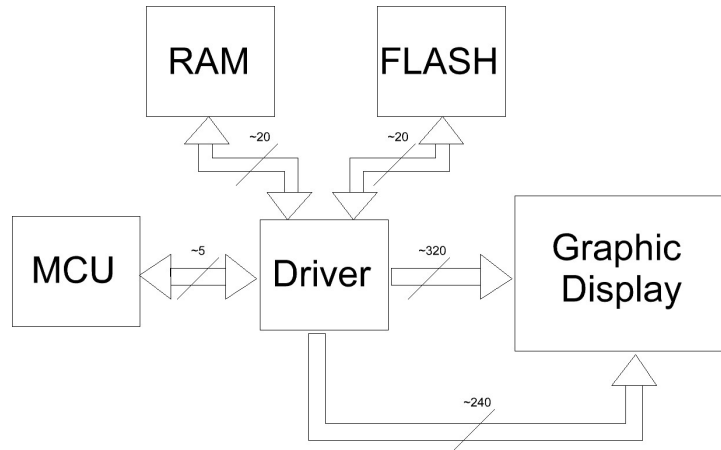 RAM
FLASH
~20
~20
MCU
~5
Driver
~320
Graphic
Display
~240